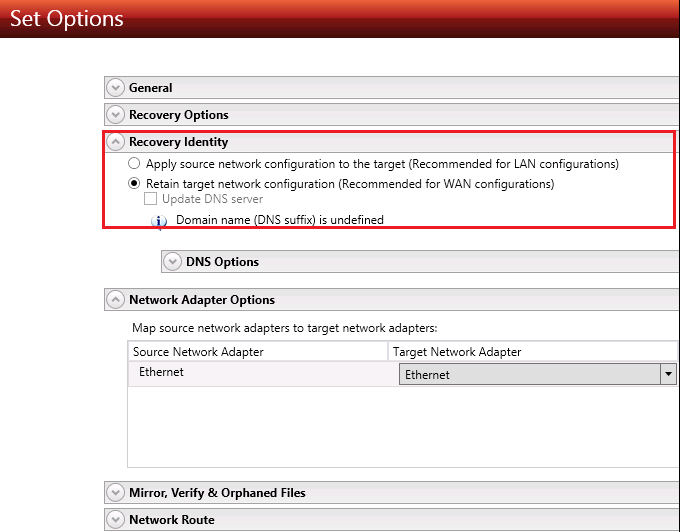 Set Options
General
Recovery Options
Recovery Identity
Apply source network configuration to the target (Recommended for LAN configurations)
Retain target network configuration (Recommended for WAN configurations)
Update DNS server
Domain name (DNS suffix) is undefined
DNS Options
Network Adapter Options
Map source network adapters to target network adapters:
Source Network Adapter Target Network Adapter
Ethernet Ethernet
Mirror, Verify & Orphaned Files
Network Route